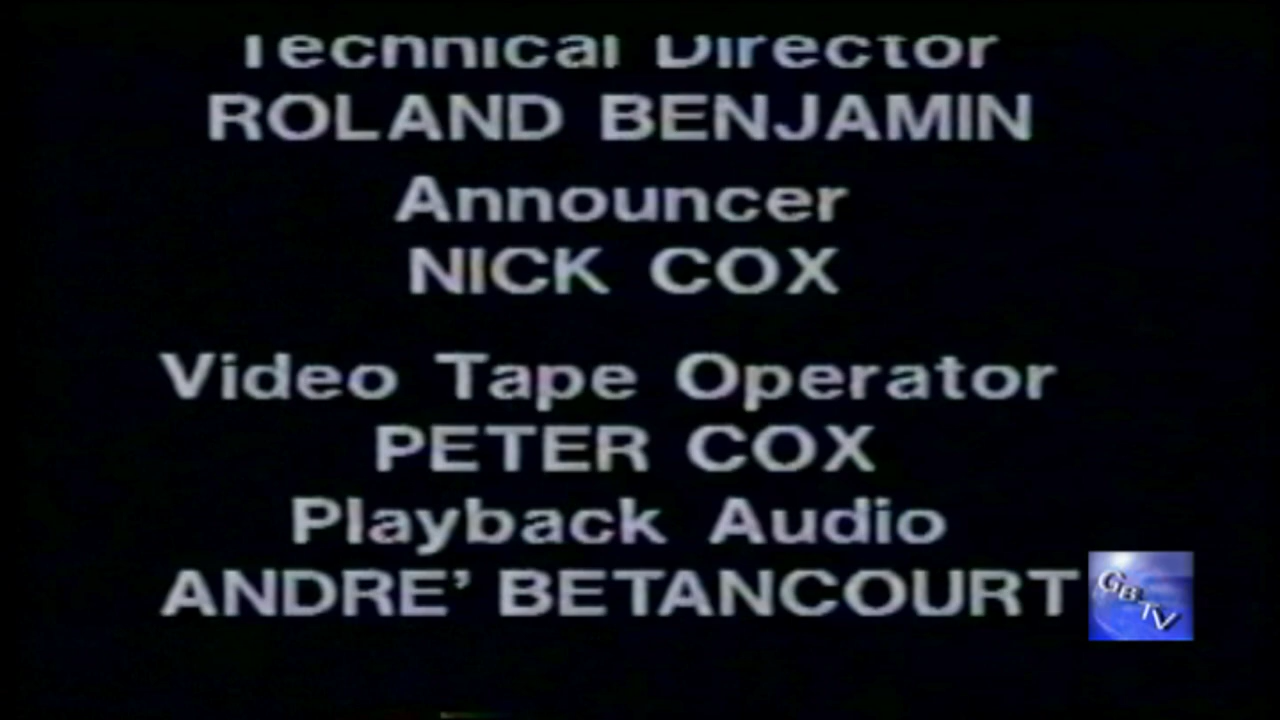 Technical Director
ROLAND BENJAMIN
Announcer
NICK COX
Video Tape Operator
PETER COX
Playback Audio
ANDRE’ BETANCOURT
GBTV